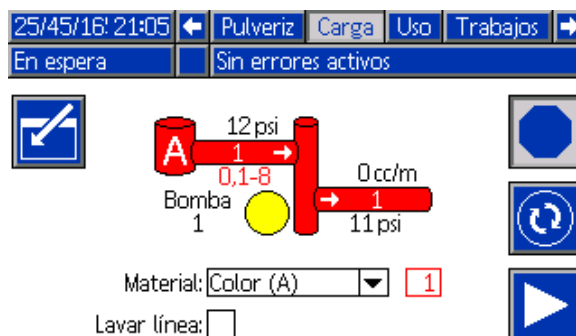 25/45/16! 21:05 Pulveriz Carga Uso Trabajos
En espera Sin errores activos
12 psi
A 1
0,1-8
0 cc/m
Bomba
1
1
11 psi
Material: Color (A) 1
Lavar línea: